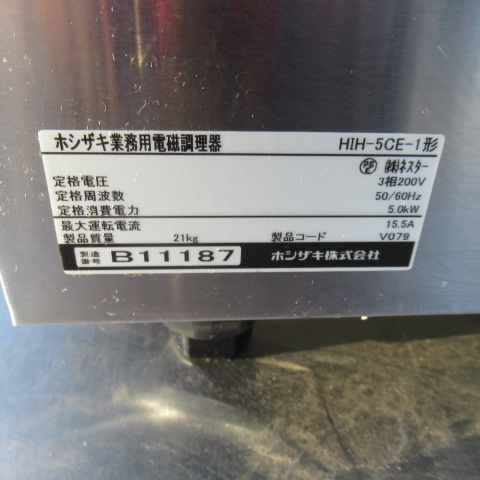 ホシザキ業務用電磁調理器 HIH-5CE-1形
PSE ㈱ネスター
定格電圧 3相200V
定格周波数 50/60Hz
定格消費電力 5.0kW
最大運転電流 15.5A
製品質量 21kg 製品コード V079
製造番号 B11187 ホシザキ株式会社